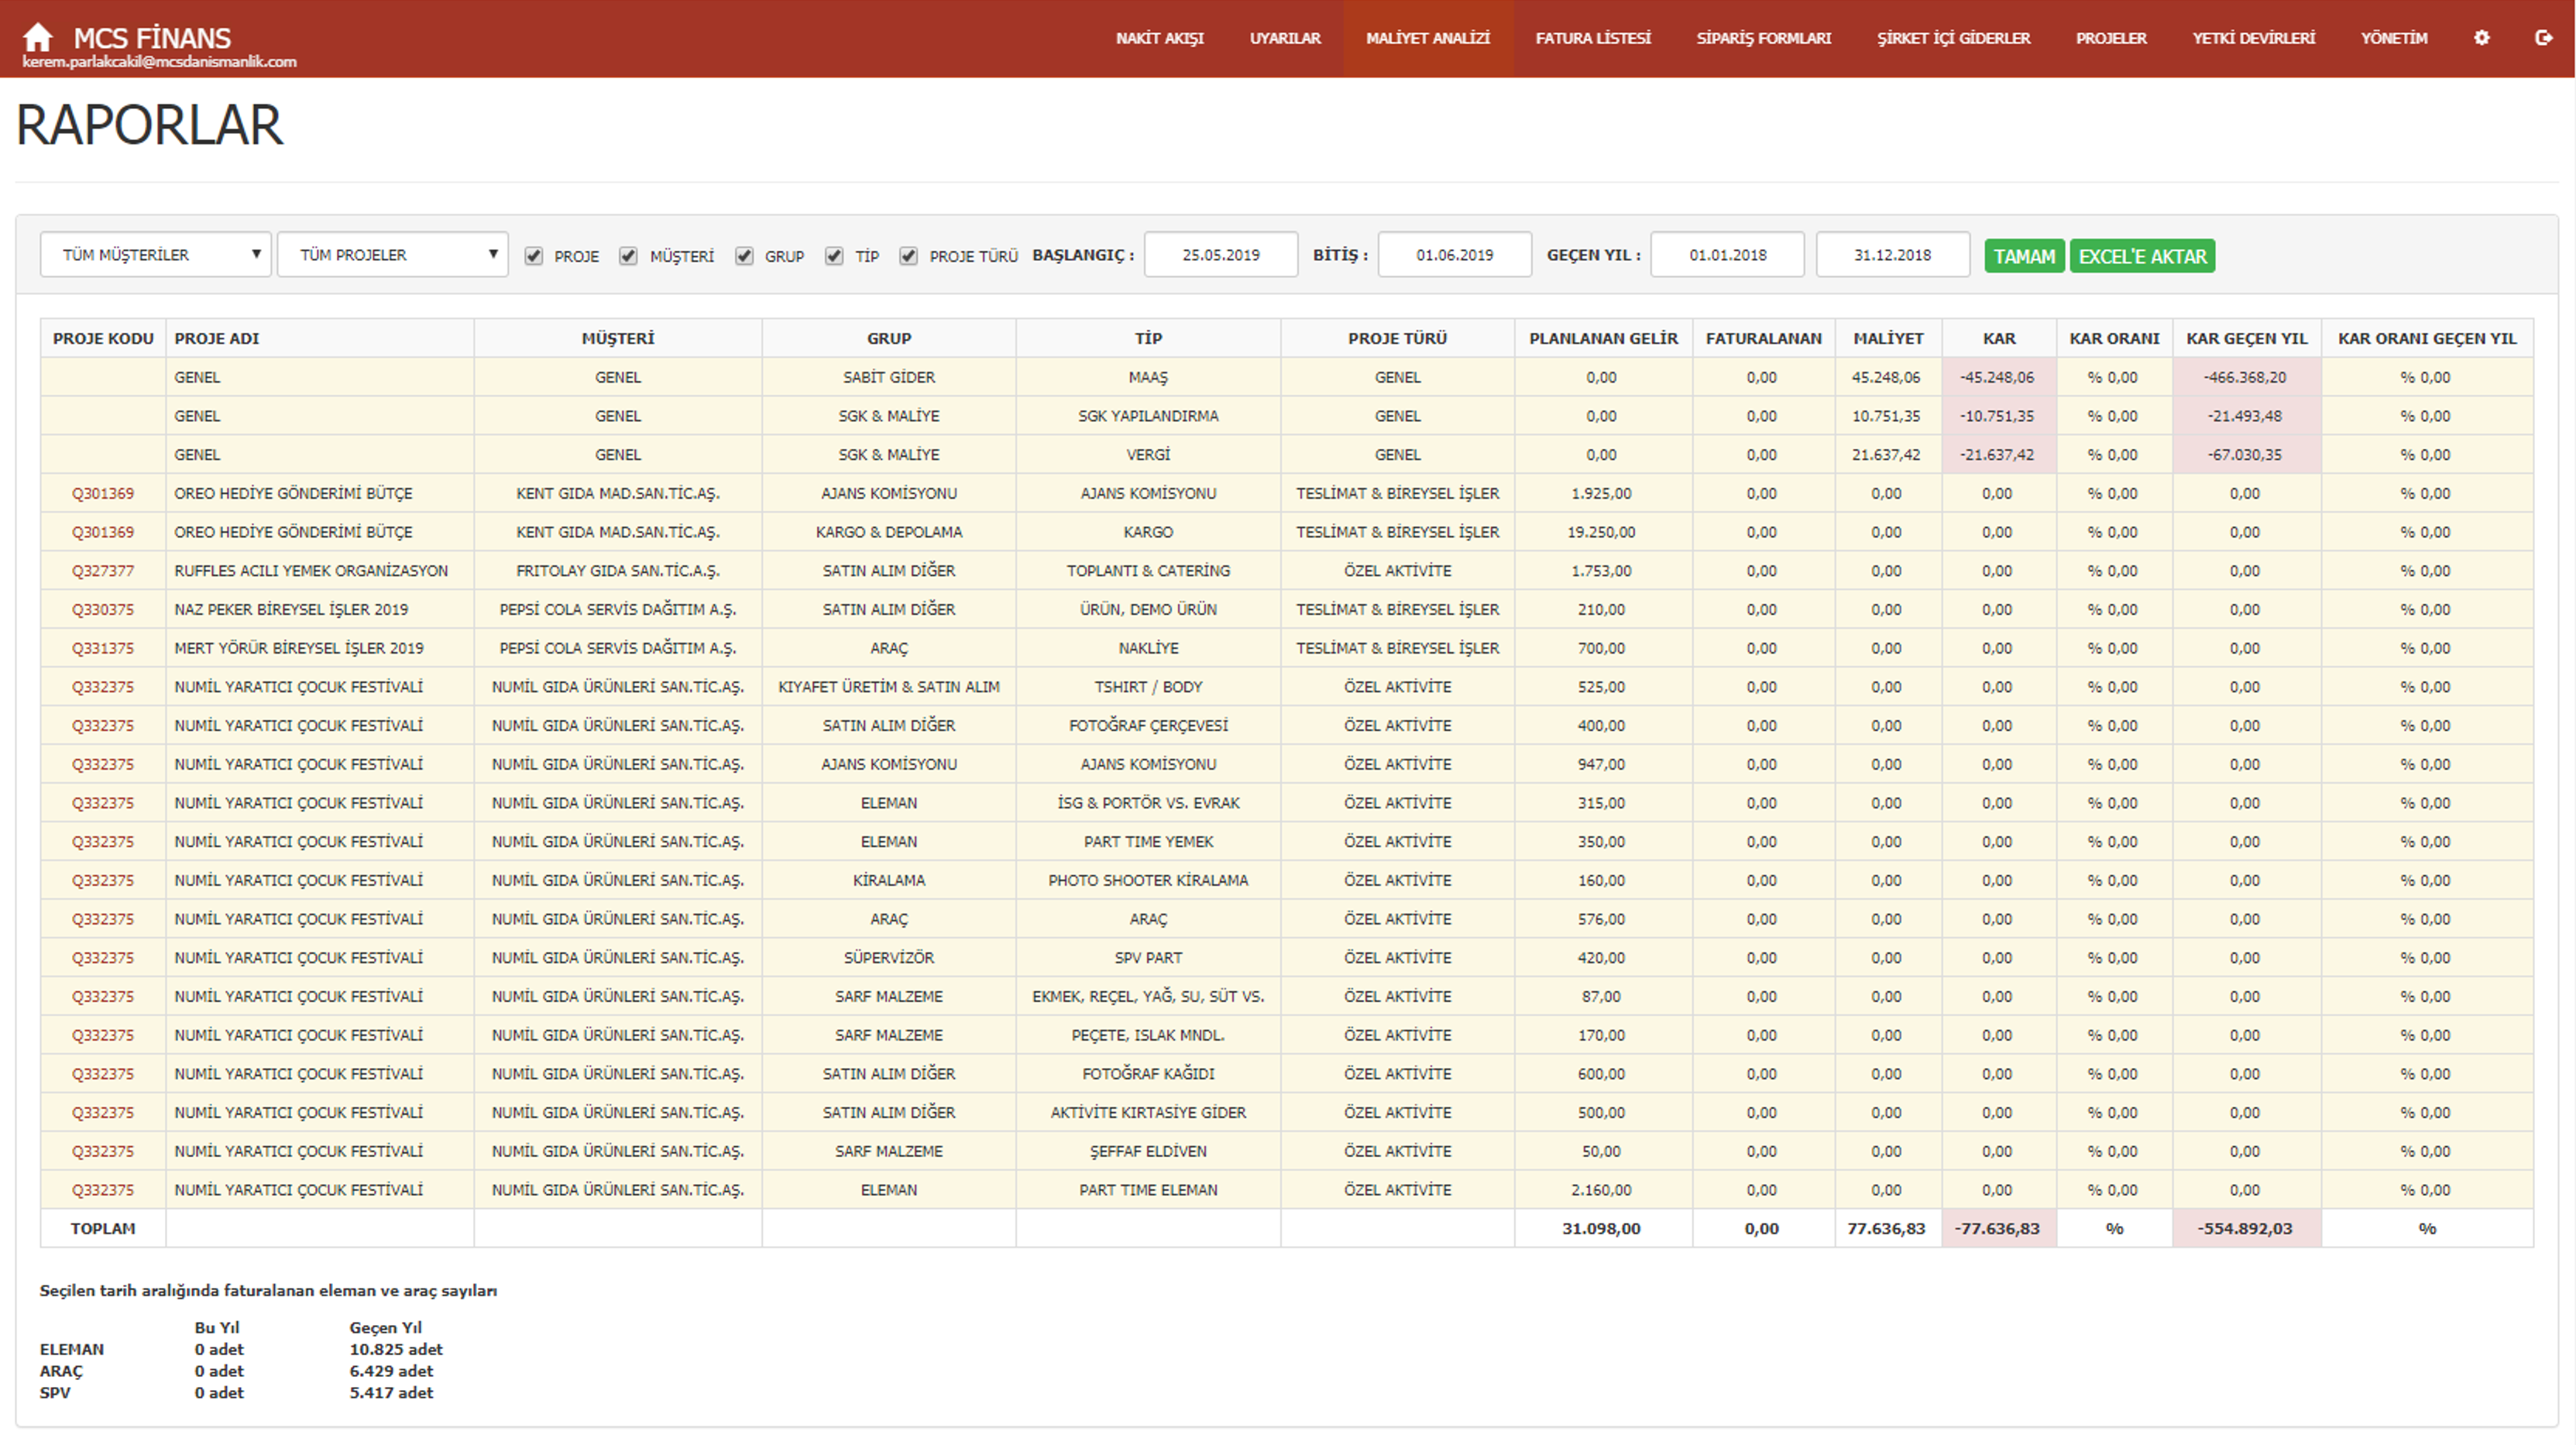 MCS FİNANS
kerem.parlakcakil@mcsdanismanlik.com
NAKİT AKIŞI UYARILAR MALİYET ANALİZİ FATURA LİSTESİ SİPARİŞ FORMLARI ŞİRKET İÇİ GİDERLER PROJELER YETKİ DEVİRLERİ YÖNETİM
RAPORLAR
TÜM MÜŞTERİLER TÜM PROJELER PROJE MÜŞTERİ GRUP TİP PROJE TÜRÜ BAŞLANGIÇ : 25.05.2019 BİTİŞ : 01.06.2019 GEÇEN YIL : 01.01.2018 31.12.2018 TAMAM EXCEL'E AKTAR
PROJE KODU PROJE ADI MÜŞTERİ GRUP TİP PROJE TÜRÜ PLANLANAN GELİR FATURALANAN MALİYET KAR KAR ORANI KAR GEÇEN YIL KAR ORANI GEÇEN YIL
GENEL GENEL SABİT GİDER MAAŞ GENEL 0,00 0,00 45.248,06 -45.248,06 % 0,00 -466.368,20 % 0,00
GENEL GENEL SGK & MALİYE SGK YAPILANDIRMA GENEL 0,00 0,00 10.751,35 -10.751,35 % 0,00 -21.493,48 % 0,00
GENEL GENEL SGK & MALİYE VERGİ GENEL 0,00 0,00 21.637,42 -21.637,42 % 0,00 -67.030,35 % 0,00
Q301369 OREO HEDİYE GÖNDERİMİ BÜTÇE KENT GIDA MAD.SAN.TİC.AŞ. AJANS KOMİSYONU AJANS KOMİSYONU TESLİMAT & BİREYSEL İŞLER 1.925,00 0,00 0,00 0,00 % 0,00 0,00 % 0,00
Q301369 OREO HEDİYE GÖNDERİMİ BÜTÇE KENT GIDA MAD.SAN.TİC.AŞ. KARGO & DEPOLAMA KARGO TESLİMAT & BİREYSEL İŞLER 19.250,00 0,00 0,00 0,00 % 0,00 0,00 % 0,00
Q327377 RUFFLES ACILI YEMEK ORGANİZASYON FRITOLAY GIDA SAN.TİC.A.Ş. SATIN ALIM DİĞER TOPLANTI & CATERİNG ÖZEL AKTİVİTE 1.753,00 0,00 0,00 0,00 % 0,00 0,00 % 0,00
Q330375 NAZ PEKER BİREYSEL İŞLER 2019 PEPSİ COLA SERVİS DAĞITIM A.Ş. SATIN ALIM DİĞER ÜRÜN, DEMO ÜRÜN TESLİMAT & BİREYSEL İŞLER 210,00 0,00 0,00 0,00 % 0,00 0,00 % 0,00
Q331375 MERT YÖRÜR BİREYSEL İŞLER 2019 PEPSİ COLA SERVİS DAĞITIM A.Ş. ARAÇ NAKLİYE TESLİMAT & BİREYSEL İŞLER 700,00 0,00 0,00 0,00 % 0,00 0,00 % 0,00
Q332375 NUMİL YARATICI ÇOCUK FESTİVALİ NUMİL GIDA ÜRÜNLERİ SAN.TİC.AŞ. KIYAFET ÜRETİM & SATIN ALIM TSHIRT / BODY ÖZEL AKTİVİTE 525,00 0,00 0,00 0,00 % 0,00 0,00 % 0,00
Q332375 NUMİL YARATICI ÇOCUK FESTİVALİ NUMİL GIDA ÜRÜNLERİ SAN.TİC.AŞ. SATIN ALIM DİĞER FOTOĞRAF ÇERÇEVESİ ÖZEL AKTİVİTE 400,00 0,00 0,00 0,00 % 0,00 0,00 % 0,00
Q332375 NUMİL YARATICI ÇOCUK FESTİVALİ NUMİL GIDA ÜRÜNLERİ SAN.TİC.AŞ. AJANS KOMİSYONU AJANS KOMİSYONU ÖZEL AKTİVİTE 947,00 0,00 0,00 0,00 % 0,00 0,00 % 0,00
Q332375 NUMİL YARATICI ÇOCUK FESTİVALİ NUMİL GIDA ÜRÜNLERİ SAN.TİC.AŞ. ELEMAN İSG & PORTÖR VS. EVRAK ÖZEL AKTİVİTE 315,00 0,00 0,00 0,00 % 0,00 0,00 % 0,00
Q332375 NUMİL YARATICI ÇOCUK FESTİVALİ NUMİL GIDA ÜRÜNLERİ SAN.TİC.AŞ. ELEMAN PART TIME YEMEK ÖZEL AKTİVİTE 350,00 0,00 0,00 0,00 % 0,00 0,00 % 0,00
Q332375 NUMİL YARATICI ÇOCUK FESTİVALİ NUMİL GIDA ÜRÜNLERİ SAN.TİC.AŞ. KİRALAMA PHOTO SHOOTER KİRALAMA ÖZEL AKTİVİTE 160,00 0,00 0,00 0,00 % 0,00 0,00 % 0,00
Q332375 NUMİL YARATICI ÇOCUK FESTİVALİ NUMİL GIDA ÜRÜNLERİ SAN.TİC.AŞ. ARAÇ ARAÇ ÖZEL AKTİVİTE 576,00 0,00 0,00 0,00 % 0,00 0,00 % 0,00
Q332375 NUMİL YARATICI ÇOCUK FESTİVALİ NUMİL GIDA ÜRÜNLERİ SAN.TİC.AŞ. SÜPERVİZÖR SPV PART ÖZEL AKTİVİTE 420,00 0,00 0,00 0,00 % 0,00 0,00 % 0,00
Q332375 NUMİL YARATICI ÇOCUK FESTİVALİ NUMİL GIDA ÜRÜNLERİ SAN.TİC.AŞ. SARF MALZEME EKMEK, REÇEL, YAĞ, SU, SÜT VS. ÖZEL AKTİVİTE 87,00 0,00 0,00 0,00 % 0,00 0,00 % 0,00
Q332375 NUMİL YARATICI ÇOCUK FESTİVALİ NUMİL GIDA ÜRÜNLERİ SAN.TİC.AŞ. SARF MALZEME PEÇETE, ISLAK MNDL. ÖZEL AKTİVİTE 170,00 0,00 0,00 0,00 % 0,00 0,00 % 0,00
Q332375 NUMİL YARATICI ÇOCUK FESTİVALİ NUMİL GIDA ÜRÜNLERİ SAN.TİC.AŞ. SATIN ALIM DİĞER FOTOĞRAF KAĞIDI ÖZEL AKTİVİTE 600,00 0,00 0,00 0,00 % 0,00 0,00 % 0,00
Q332375 NUMİL YARATICI ÇOCUK FESTİVALİ NUMİL GIDA ÜRÜNLERİ SAN.TİC.AŞ. SATIN ALIM DİĞER AKTİVİTE KIRTASİYE GİDER ÖZEL AKTİVİTE 500,00 0,00 0,00 0,00 % 0,00 0,00 % 0,00
Q332375 NUMİL YARATICI ÇOCUK FESTİVALİ NUMİL GIDA ÜRÜNLERİ SAN.TİC.AŞ. SARF MALZEME ŞEFFAF ELDİVEN ÖZEL AKTİVİTE 50,00 0,00 0,00 0,00 % 0,00 0,00 % 0,00
Q332375 NUMİL YARATICI ÇOCUK FESTİVALİ NUMİL GIDA ÜRÜNLERİ SAN.TİC.AŞ. ELEMAN PART TIME ELEMAN ÖZEL AKTİVİTE 2.160,00 0,00 0,00 0,00 % 0,00 0,00 % 0,00
TOPLAM 31.098,00 0,00 77.636,83 -77.636,83 % -554.892,03 %
Seçilen tarih aralığında faturalanan eleman ve araç sayıları
Bu Yıl Geçen Yıl
ELEMAN 0 adet 10.825 adet
ARAÇ 0 adet 6.429 adet
SPV 0 adet 5.417 adet